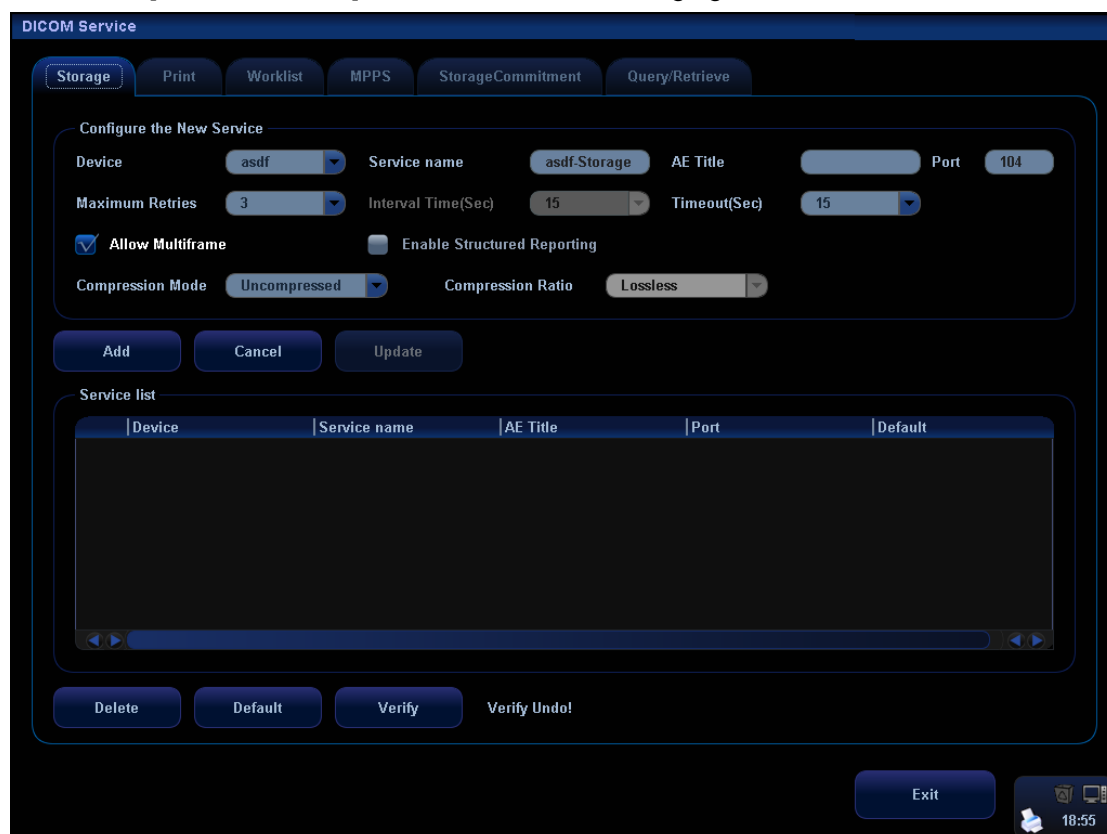 DICOM Service
Storage Print Worklist MPPS StorageCommitment Query/Retrieve
Configure the New Service
Device asdf Service name asdf-Storage AE Title Port 104
Maximum Retries 3 Interval Time(Sec) 15 Timeout(Sec) 15
Allow Multiframe Enable Structured Reporting
Compression Mode Uncompressed Compression Ratio Lossless
Add Cancel Update
Service list
Device Service name AE Title Port Default
Delete Default Verify Verify Undo!
Exit
18:55